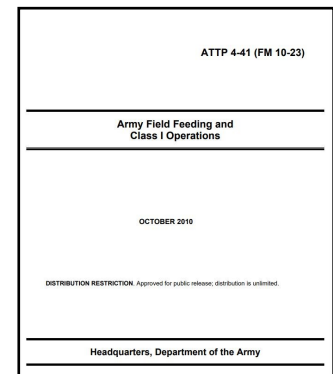 ATTP 4-41 (FM 10-23)
Army Field Feeding and
Class I Operations
OCTOBER 2010
DISTRIBUTION RESTRICTION. Approved for public release; distribution is unlimited.
Headquarters, Department of the Army